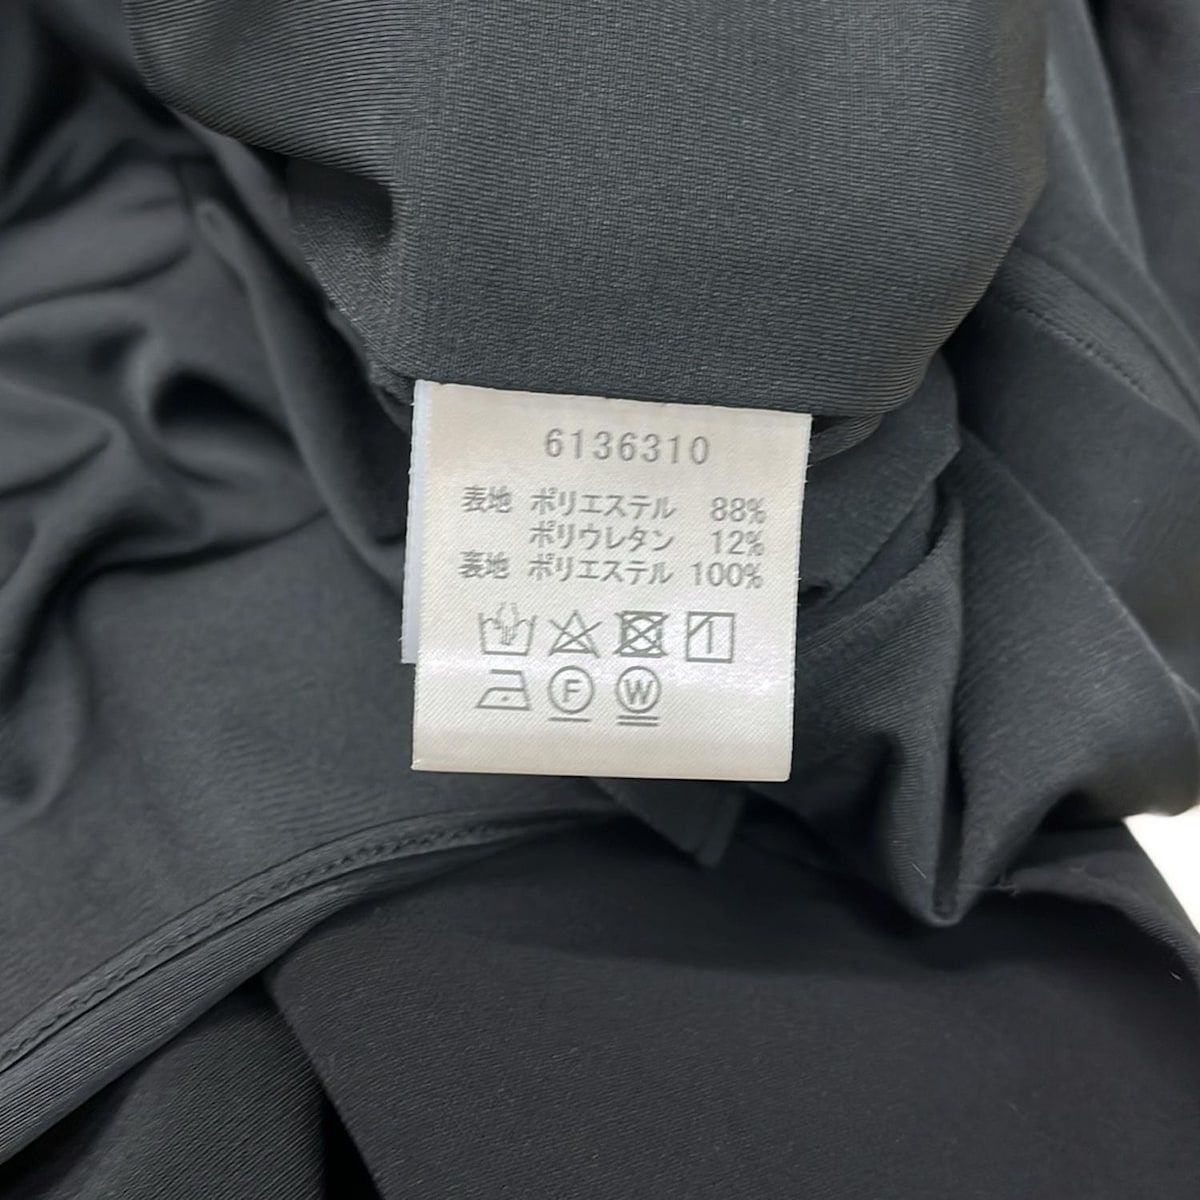 6136310
表地 ポリエステル 88%
ポリウレタン 12%
表地 ポリエステル 100%
F W